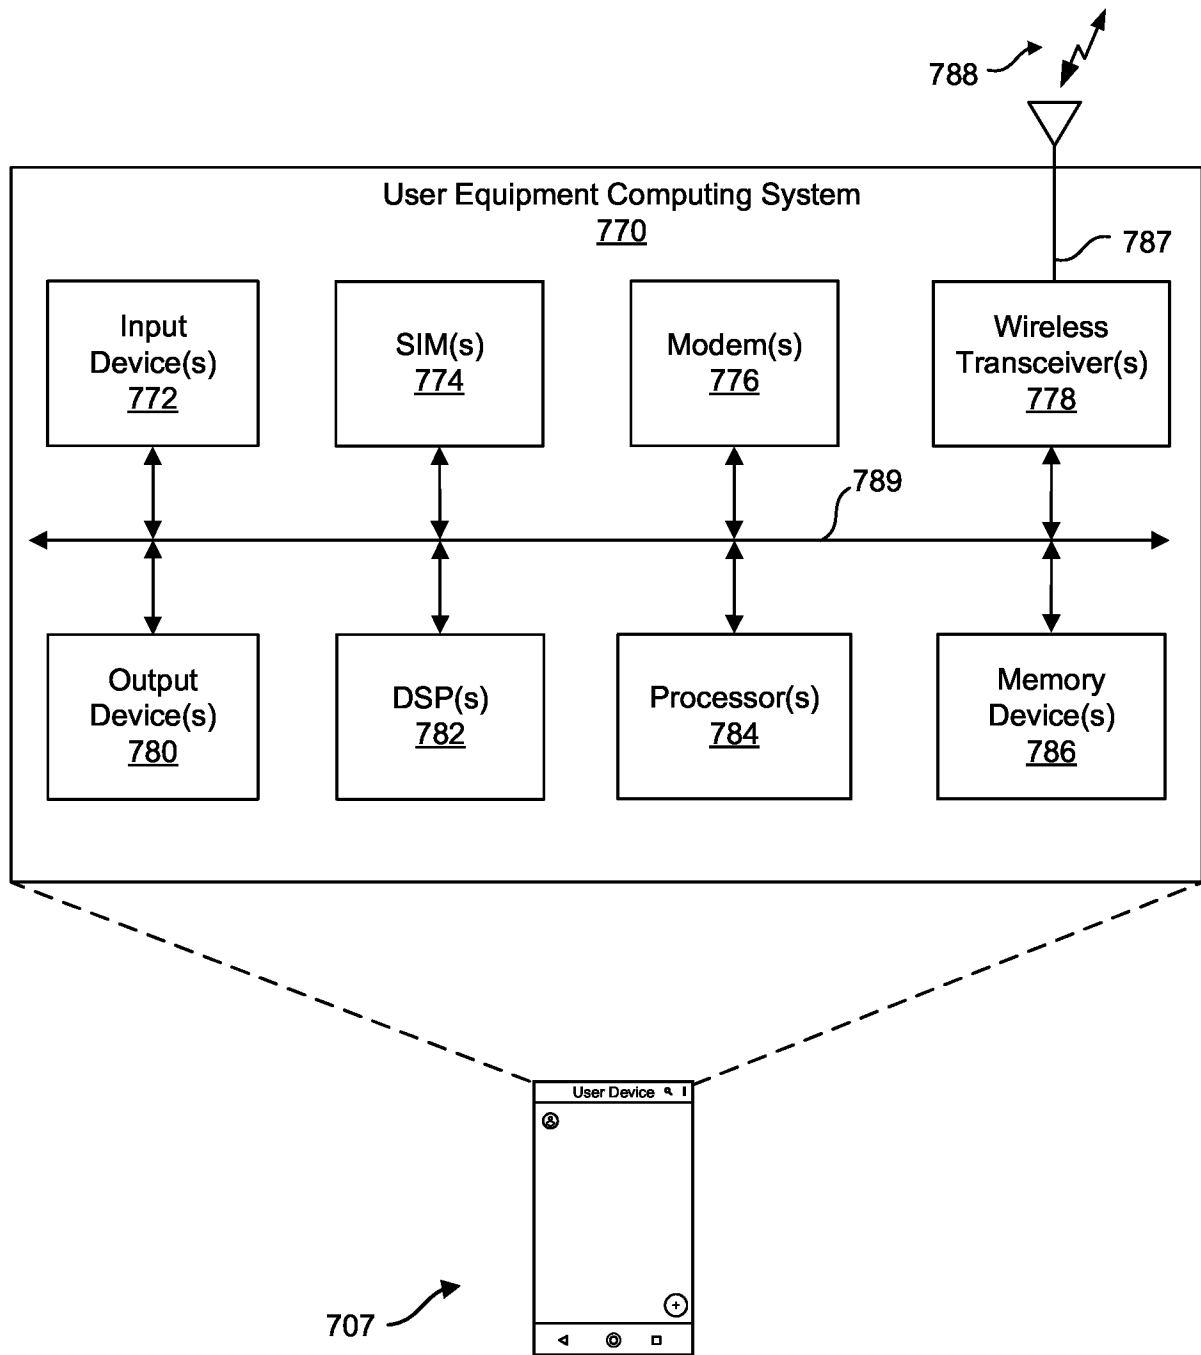 788
User Equipment Computing System
770
787
Input
Device(s)
772
SIM(s)
774
Modem(s)
776
Wireless
Transceiver(s)
778
789
Output
Device(s)
780
DSP(s)
782
Processor(s)
784
Memory
Device(s)
786
User Device
707